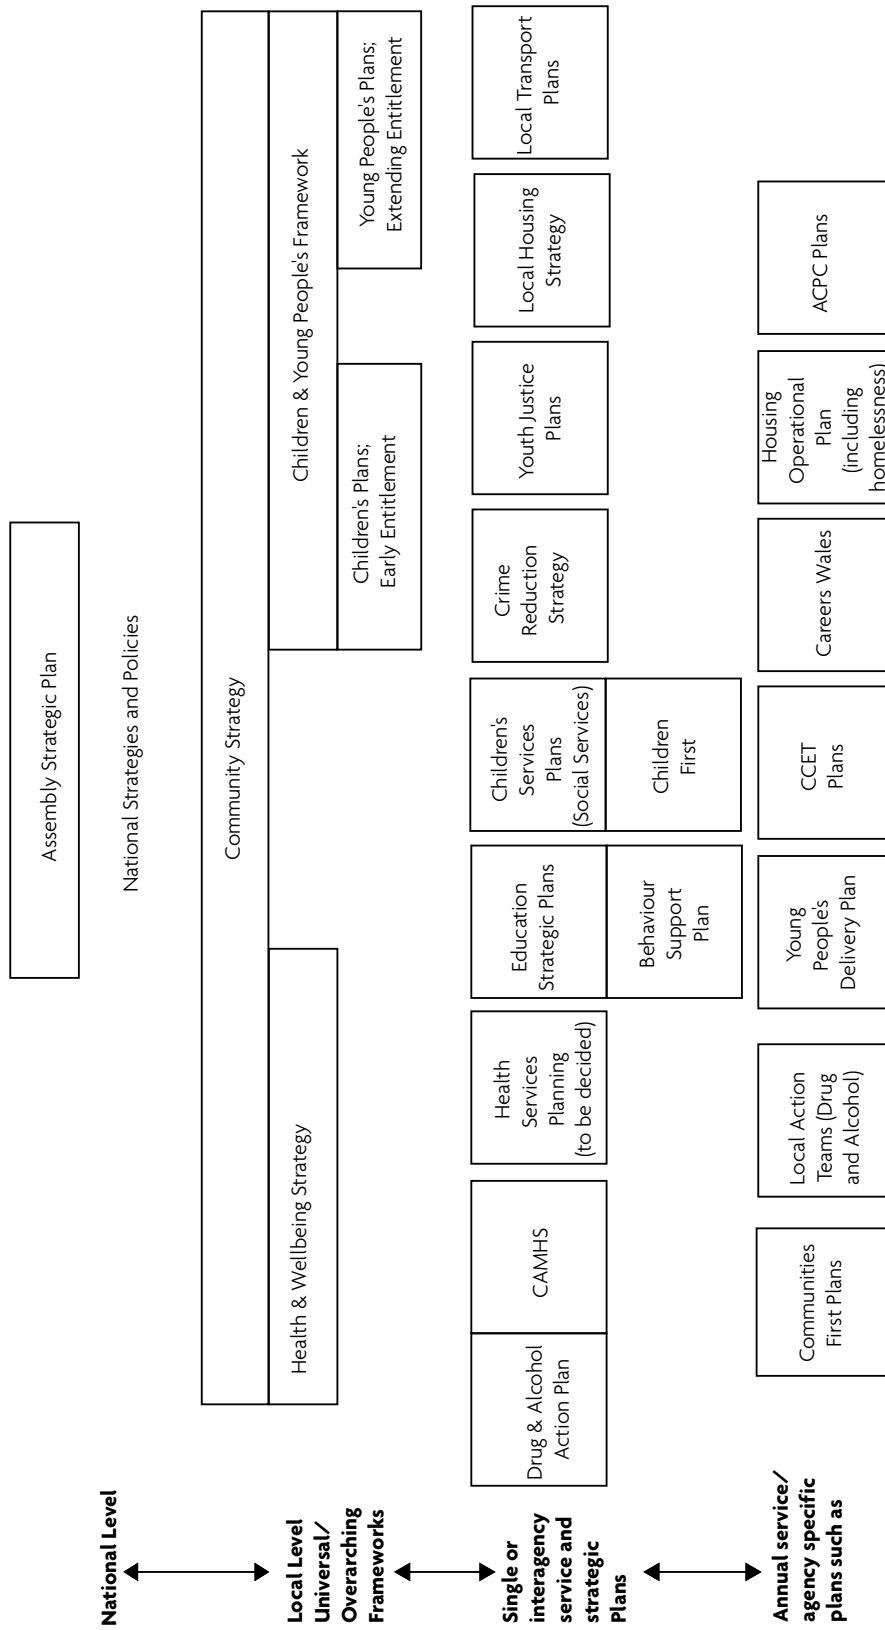 National Level
Assembly Strategic Plan
National Strategies and Policies
Local Level
Universal/
Overarching
Frameworks
Community Strategy
Health & Wellbeing Strategy
Children & Young People's Framework
Children's Plans;
Early Entitlement
Young People's Plans;
Extending Entitlement
Single or
interagency
service and
strategic
Plans
Drug & Alcohol
Action Plan
CAMHS
Health
Services
Planning
(to be decided)
Education
Strategic Plans
Children's
Services
Plans
(Social Services)
Crime
Reduction
Strategy
Youth Justice
Plans
Local Housing
Strategy
Local Transport
Plans
Behaviour
Support
Plan
Children
First
Annual service/
agency specific
plans such as
Communities
First Plans
Local Action
Teams (Drug
and Alcohol)
Young
People's
Delivery Plan
CCET
Plans
Careers Wales
Housing
Operational
Plan
(including
homelessness)
ACPC Plans